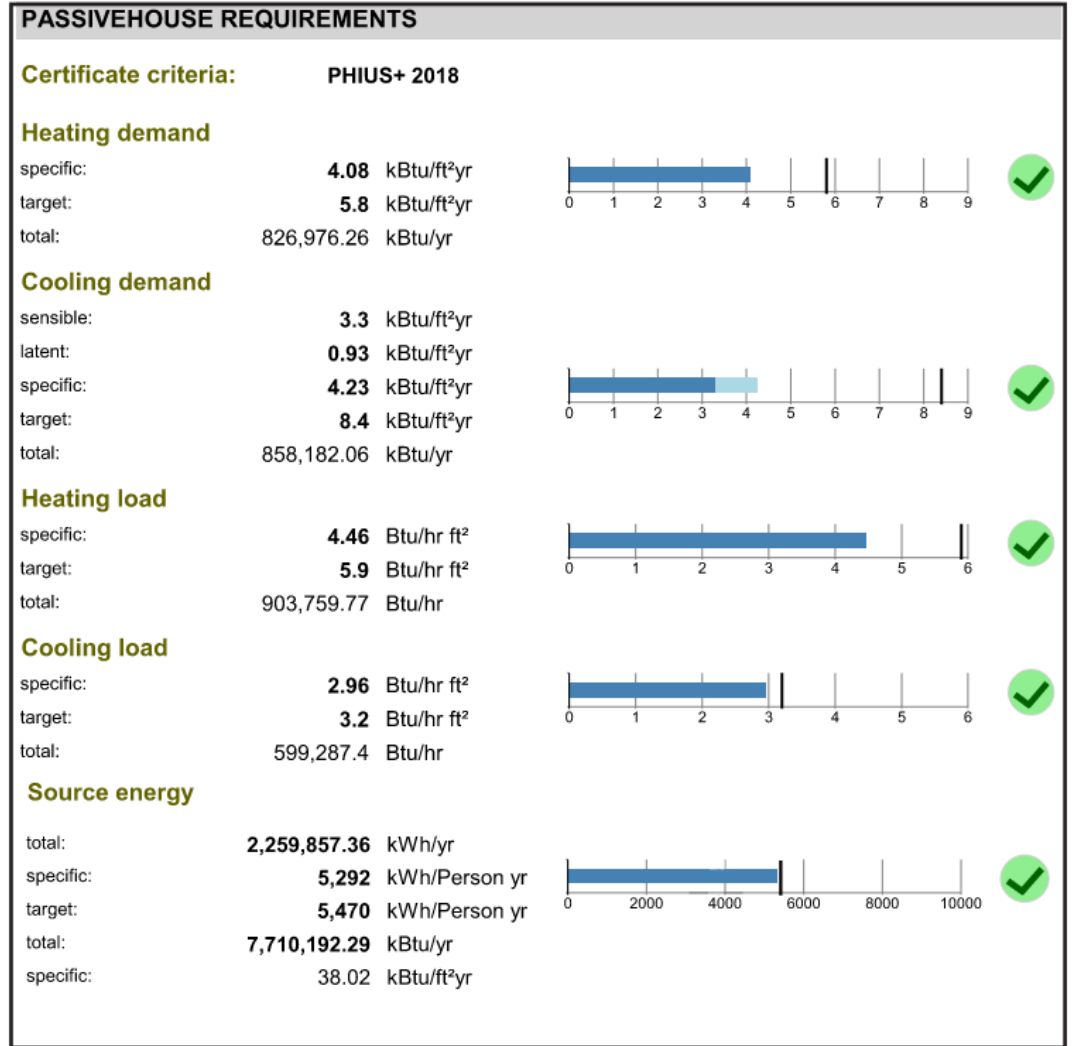 PASSIVEHOUSE REQUIREMENTS
Certificate criteria: PHIUS+ 2018
Heating demand
specific: 4.08 kBtu/ft²yr
target: 5.8 kBtu/ft²yr
total: 826,976.26 kBtu/yr
0 1 2 3 4 5 6 7 8 9
Cooling demand
sensible: 3.3 kBtu/ft²yr
latent: 0.93 kBtu/ft²yr
specific: 4.23 kBtu/ft²yr
target: 8.4 kBtu/ft²yr
total: 858,182.06 kBtu/yr
0 1 2 3 4 5 6 7 8 9
Heating load
specific: 4.46 Btu/hr ft²
target: 5.9 Btu/hr ft²
total: 903,759.77 Btu/hr
0 1 2 3 4 5 6
Cooling load
specific: 2.96 Btu/hr ft²
target: 3.2 Btu/hr ft²
total: 599,287.4 Btu/hr
0 1 2 3 4 5 6
Source energy
total: 2,259,857.36 kWh/yr
specific: 5,292 kWh/Person yr
target: 5,470 kWh/Person yr
total: 7,710,192.29 kBtu/yr
specific: 38.02 kBtu/ft²yr
0 2000 4000 6000 8000 10000